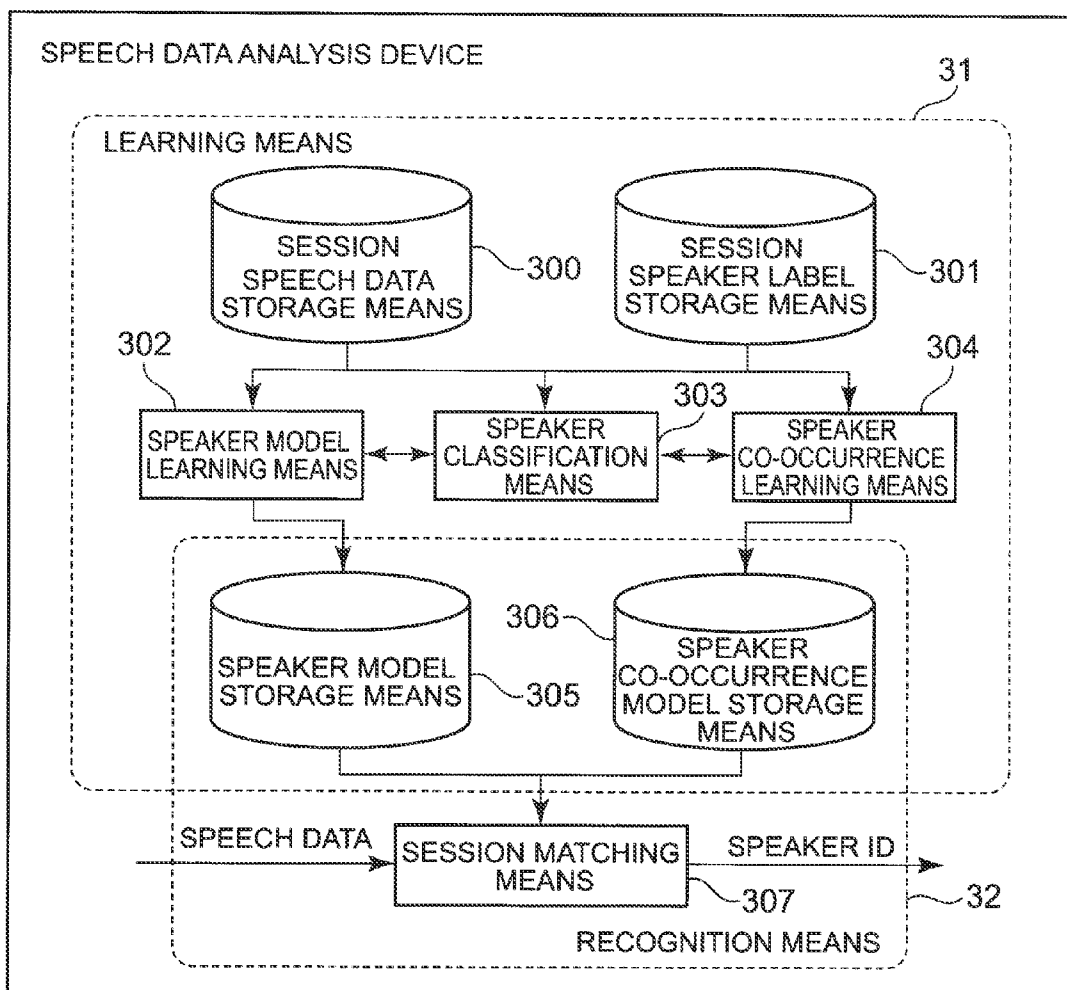 SPEECH DATA ANALYSIS DEVICE
31
LEARNING MEANS
SESSION
SPEECH DATA
STORAGE MEANS
300
SESSION
SPEAKER LABEL
STORAGE MEANS
301
302
303
304
SPEAKER MODEL
LEARNING MEANS
SPEAKER
CLASSIFICATION
MEANS
SPEAKER
CO-OCCURRENCE
LEARNING MEANS
SPEAKER MODEL
STORAGE MEANS
305
306
SPEAKER
CO-OCCURRENCE
MODEL STORAGE
MEANS
SPEECH DATA
SESSION MATCHING
MEANS
307
SPEAKER ID
32
RECOGNITION MEANS